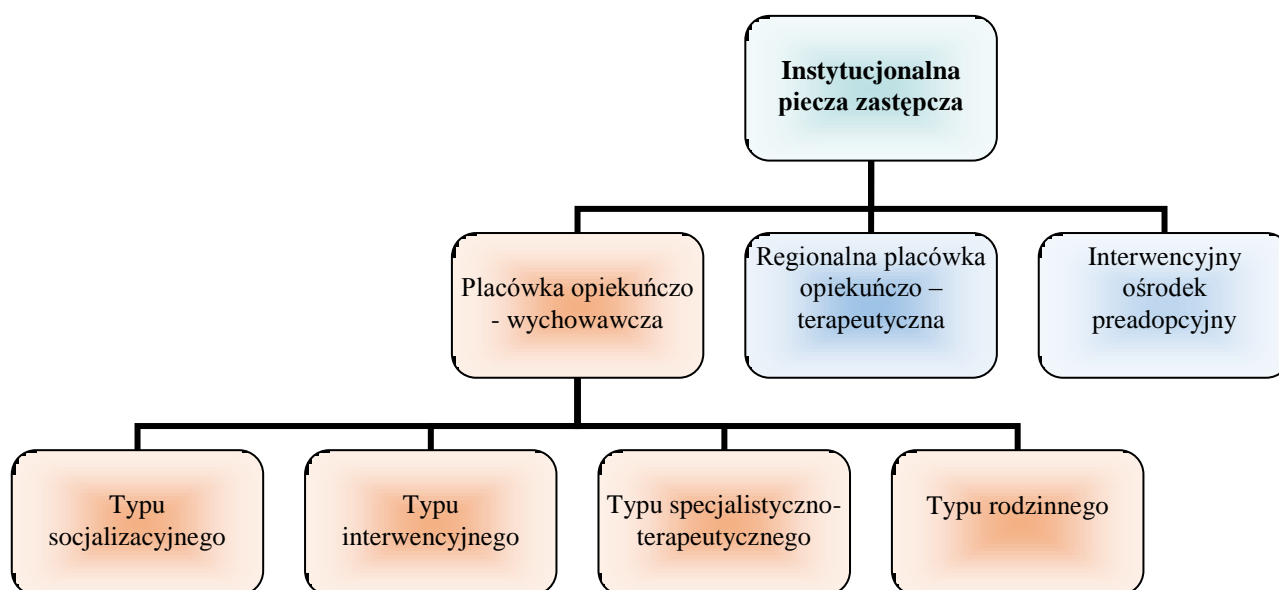 Instytucjonalna
piecza zastępcza
Placówka opiekuńczo
- wychowawcza
Regionalna placówka
opiekuńczo –
terapeutyczna
Interwencyjny
ośrodek
preadopcyjny
Typu
socjalizacyjnego
Typu
interwencyjnego
Typu specjalistyczno-
terapeutycznego
Typu rodzinnego